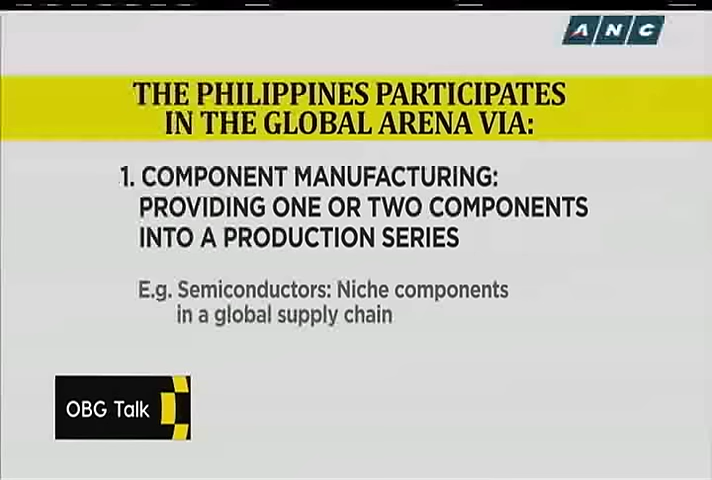 ANC
THE PHILIPPINES PARTICIPATES
IN THE GLOBAL ARENA VIA:
1. COMPONENT MANUFACTURING:
PROVIDING ONE OR TWO COMPONENTS
INTO A PRODUCTION SERIES
E.g. Semiconductors: Niche components
in a global supply chain
OBG Talk